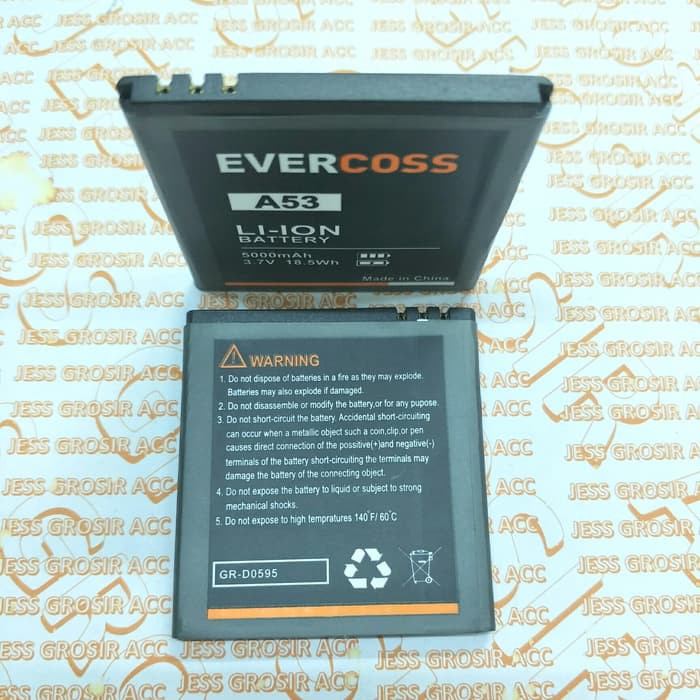 EVERCOSS
A53
LI-ION
BATTERY
5000mAh
3.7V 18.5Wh
Made in China
WARNING
1. Do not dispose of batteries in a fire as they may explode.
Batteries may also explode if damaged.
2. Do not disassemble or modify the battery,or for any pupose.
3. Do not short-circuit the battery. Accidental short-circuiting
can occur when a metallic object such a coin,clip,or pen
causes direct connection of the possitive(+)and negative(-)
terminals of the battery short-circuiting the terminals may
damage the battery of the connecting object.
4. Do not expose the battery to liquid or subject to strong
mechanical shocks.
5. Do not expose to high tempratures 140°F/ 60°C
GR-D0595
JESS GROSIR ACC